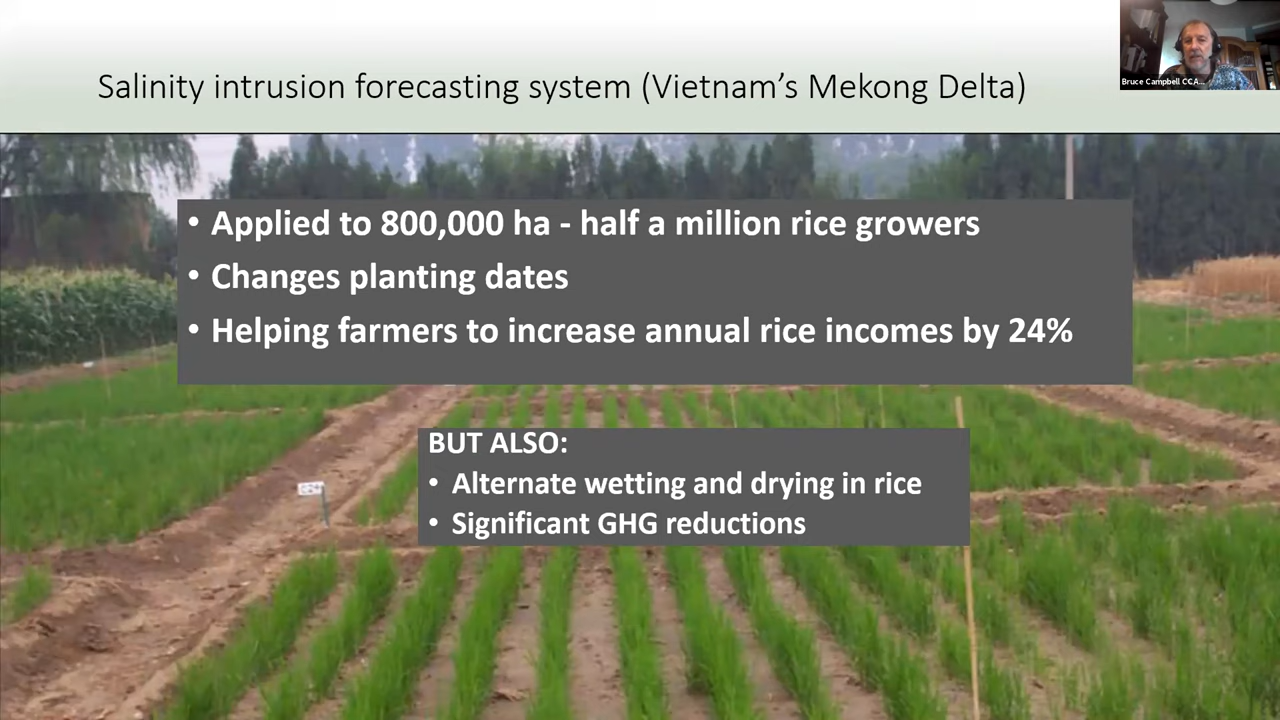 Bruce Campbell CCA...
Salinity intrusion forecasting system (Vietnam’s Mekong Delta)
• Applied to 800,000 ha - half a million rice growers
• Changes planting dates
• Helping farmers to increase annual rice incomes by 24%
BUT ALSO:
• Alternate wetting and drying in rice
• Significant GHG reductions